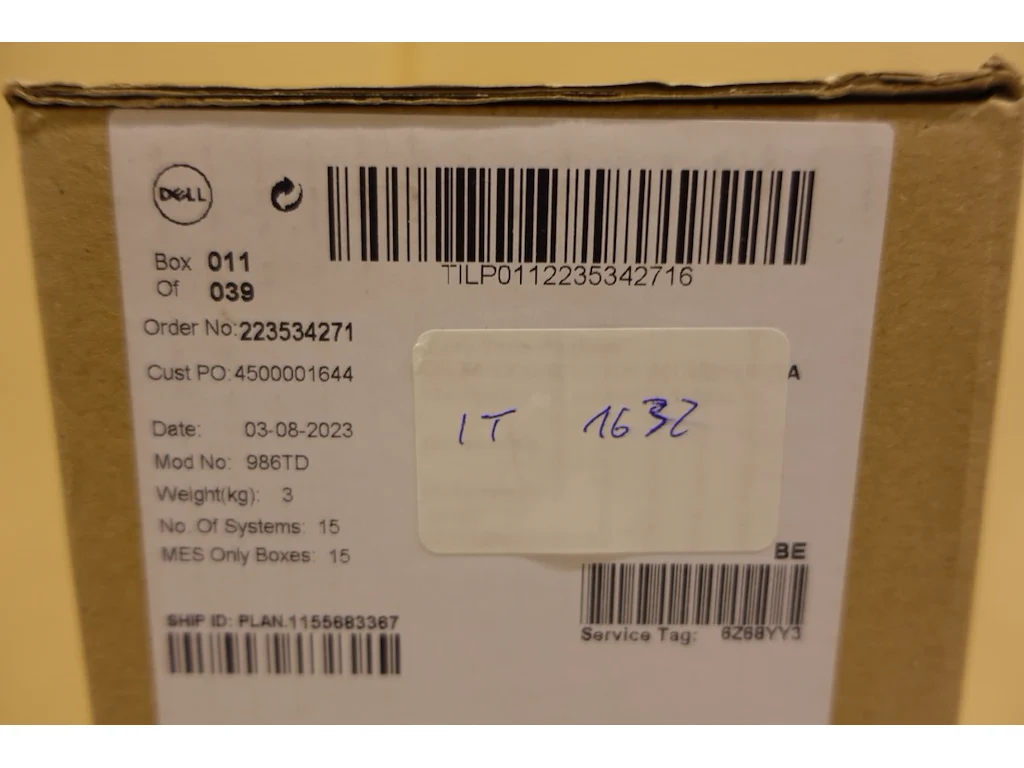 DELL
TILP0112235342716
Box 011
Of 039
Order No:223534271
Cust PO:4500001644
A
IT 1632
Date: 03-08-2023
Mod No: 986TD
Weight(kg): 3
No. Of Systems: 15
MES Only Boxes: 15
BE
SHIP ID: PLAN.1155683367
Service Tag: 6Z68YY3